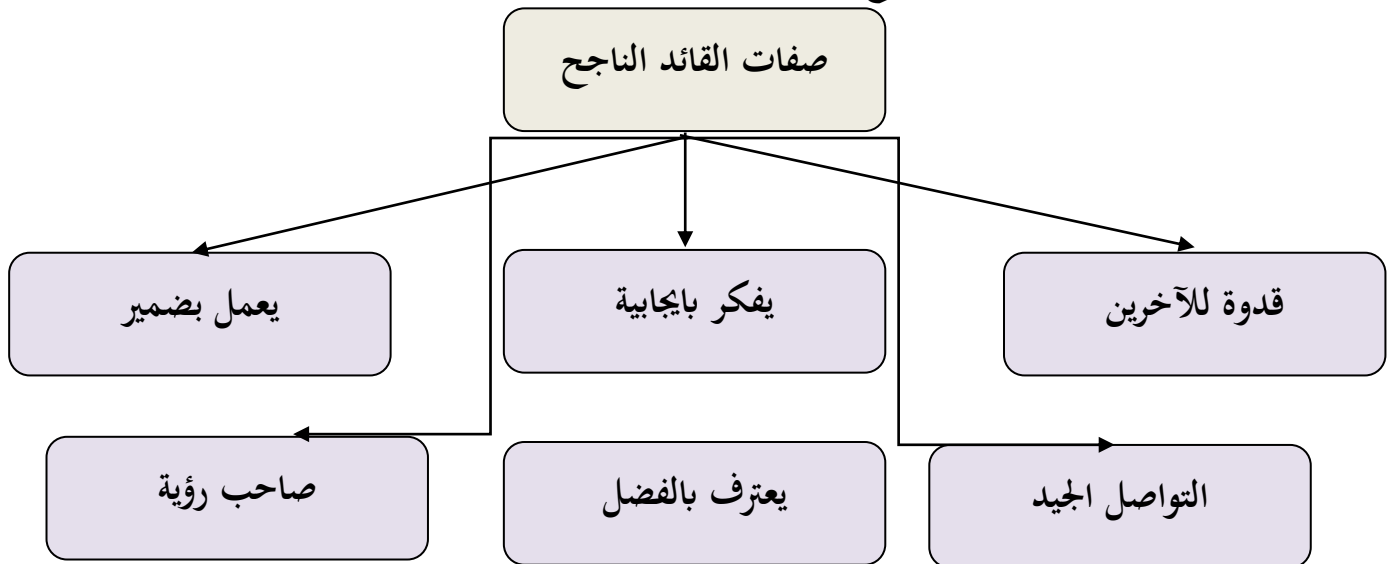 صفات القائد الناجح
قدوة للآخرين
يفكر بايجابية
يعمل بضمير
التواصل الجيد
يعترف بالفضل
صاحب رؤية